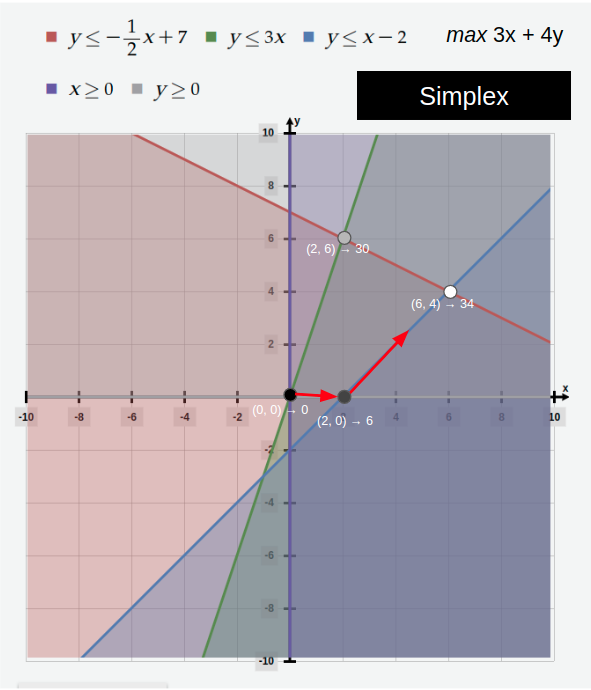 y ≤ −1/2x + 7 y ≤ 3x y ≤ x − 2 max 3x + 4y
x ≥ 0 y ≥ 0
Simplex
y
10
8
6
(2, 6) → 30
4
(6, 4) → 34
2
x
-10 -8 -6 -4 -2 4 6 8 10
(0, 0) → 0
(2, 0) → 6
-2
-4
-6
-8
-10